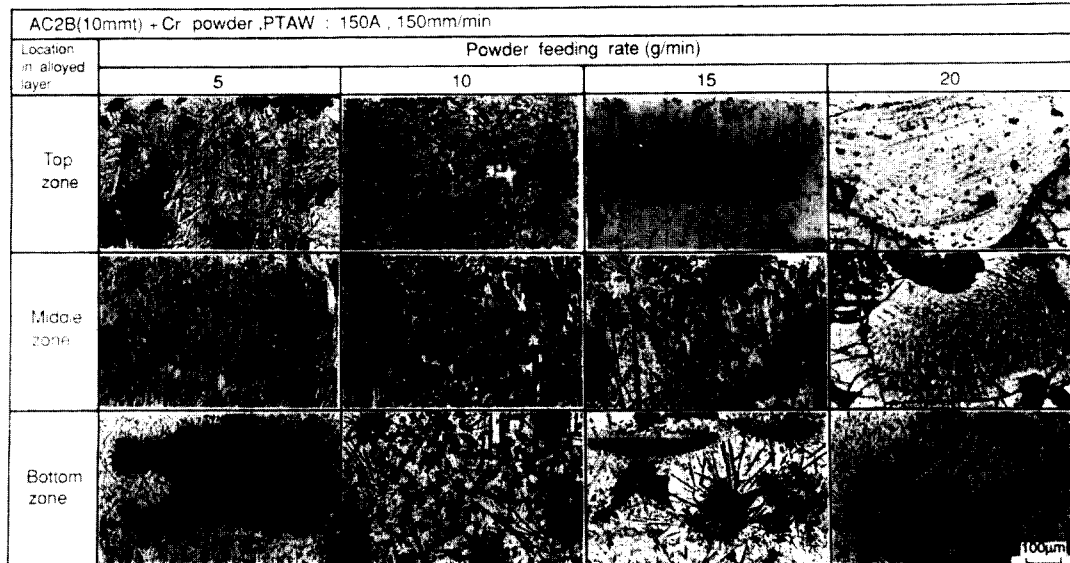 AC2B(10mmt) + Cr powder ,PTAW : 150A , 150mm/min
Location
in alloyed
layer
Powder feeding rate (g/min)
5
10
15
20
Top
zone
Middle
zone
Bottom
zone
100μm